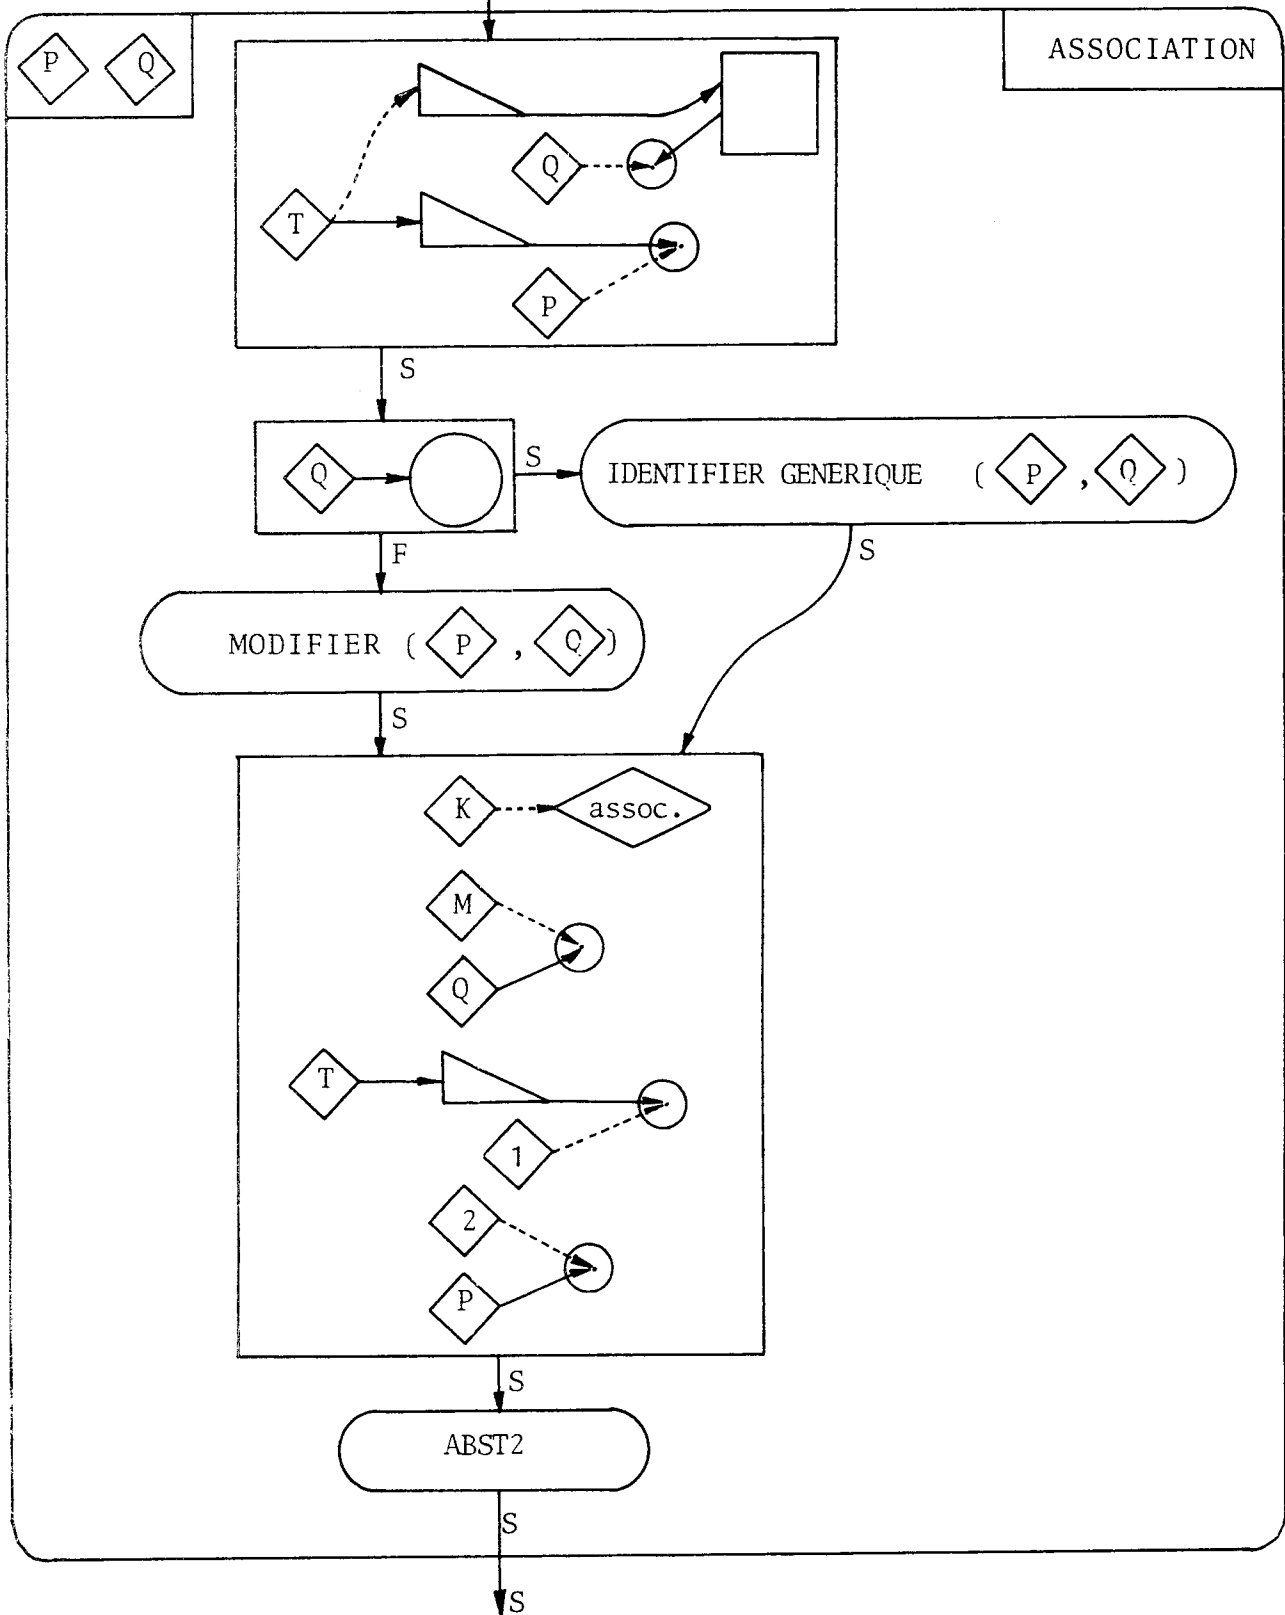 P Q
ASSOCIATION
Q
T
P
S
Q
S
IDENTIFIER GENERIQUE ( P , Q )
F
S
MODIFIER ( P , Q )
S
K
assoc.
M
Q
T
1
2
P
S
ABST2
S
S